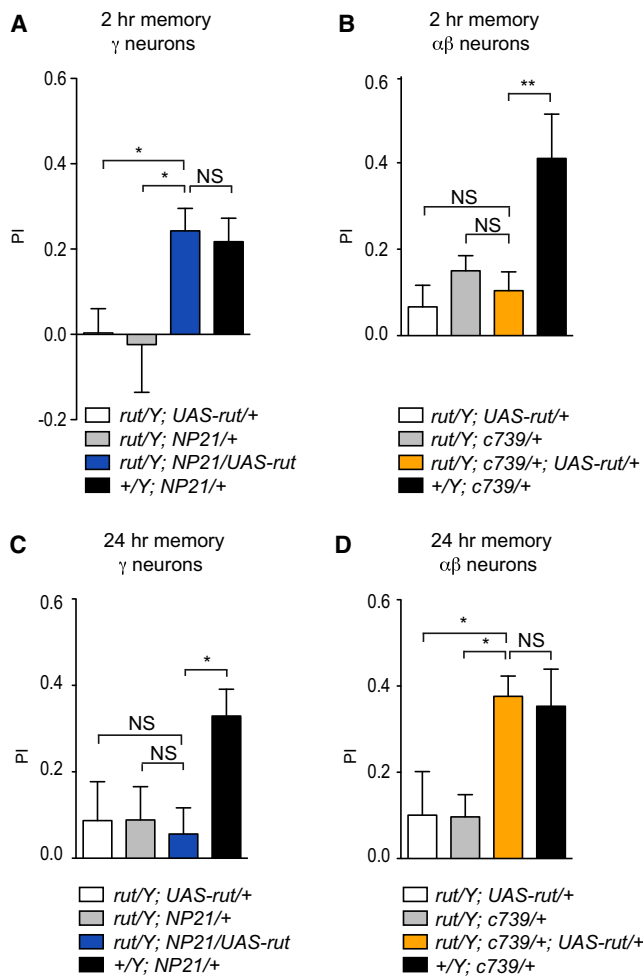 A
2 hr memory
γ neurons
PI
0.6
0.4
0.2
0.0
-0.2
*
*
NS
rut/Y; UAS-rut/+
rut/Y; NP21/+
rut/Y; NP21/UAS-rut
+/Y; NP21/+
B
2 hr memory
αβ neurons
PI
0.6
0.4
0.2
0.0
**
NS
NS
rut/Y; UAS-rut/+
rut/Y; c739/+
rut/Y; c739/+; UAS-rut/+
+/Y; c739/+
C
24 hr memory
γ neurons
PI
0.6
0.4
0.2
0.0
*
NS
NS
rut/Y; UAS-rut/+
rut/Y; NP21/+
rut/Y; NP21/UAS-rut
+/Y; NP21/+
D
24 hr memory
αβ neurons
PI
0.6
0.4
0.2
0.0
*
*
NS
rut/Y; UAS-rut/+
rut/Y; c739/+
rut/Y; c739/+; UAS-rut/+
+/Y; c739/+